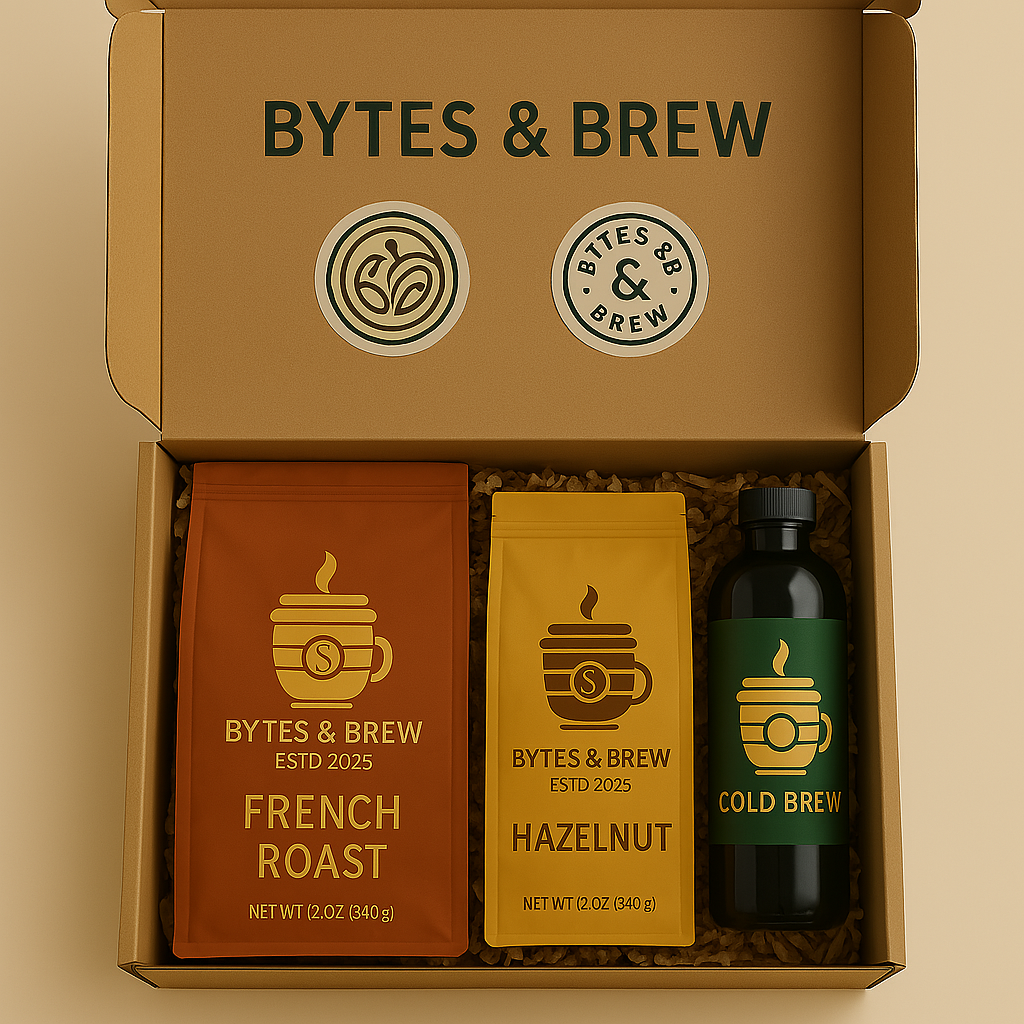 BYTES & BREW
BTTES &B
&
BREW
S
BYTES & BREW
ESTD 2025
FRENCH
ROAST
NET WT (2.OZ (340 g)
S
BYTES & BREW
ESTD 2025
HAZELNUT
NET WT (2.OZ (340 g)
COLD BREW